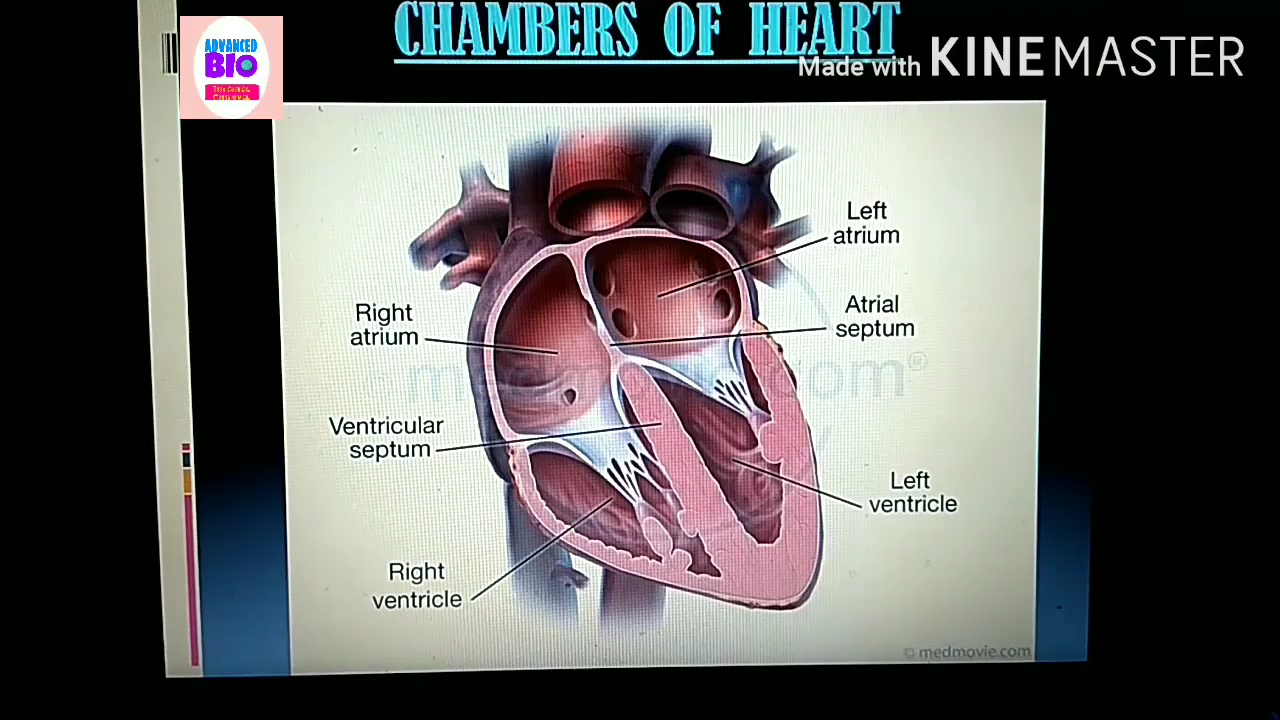 CHAMBERS OF HEART
Made with KINEMASTER
ADVANCED
BIO
Left
atrium
Right
atrium
Atrial
septum
Ventricular
septum
Left
ventricle
Right
ventricle
© medmovie.com